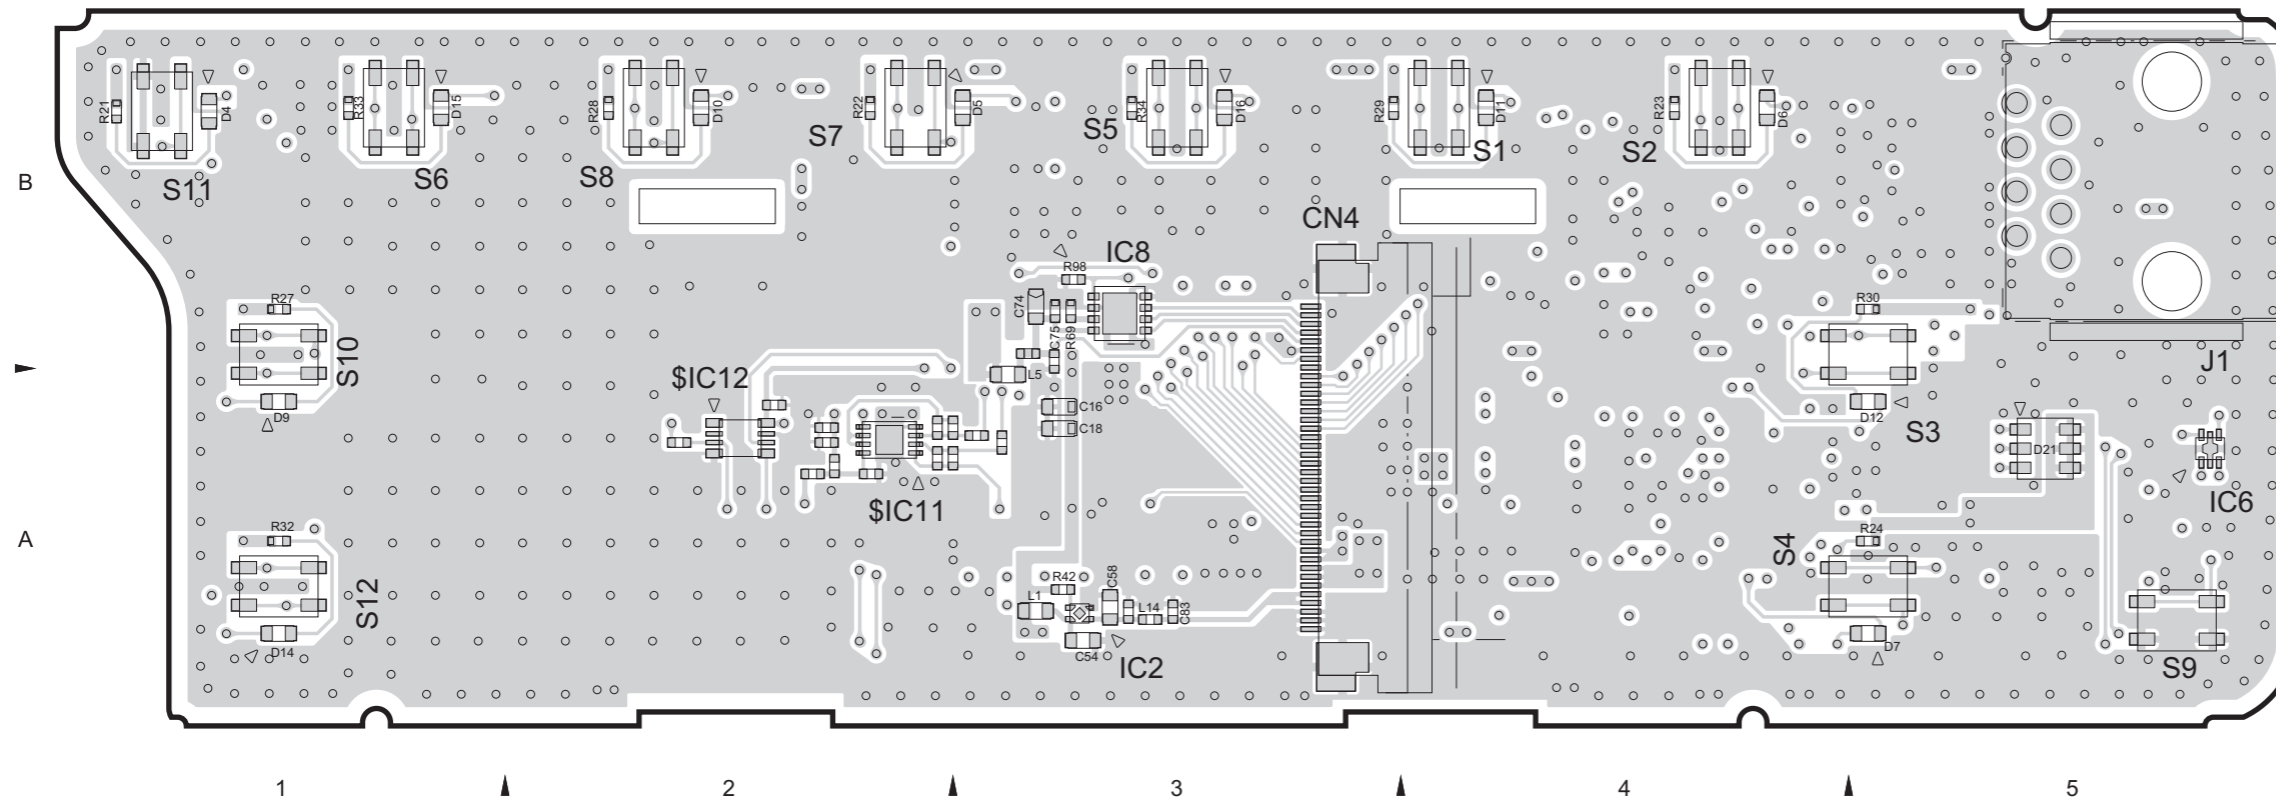 R21
D4
R33
D15
R28
D10
R22
D5
R34
D16
R29
D11
R23
D6
S11
S6
S8
S7
S5
S1
S2
B
CN4
IC8
R98
C74
C75
R69
R27
S10
D9
$IC12
L5
C16
C18
R30
D12
S3
J1
D21
IC6
$IC11
A
R32
S12
D14
R42
C58
L1
L14
C83
C54
IC2
S4
R24
D7
S9
1
2
3
4
5